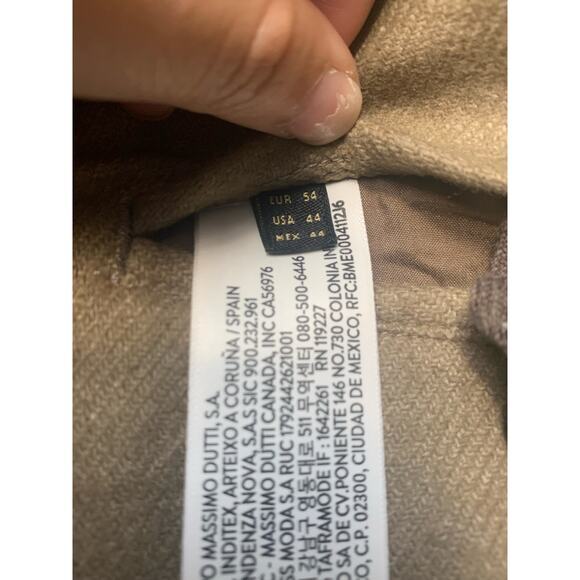 EUR 54
USA 44
MEX 44
O MASSIMO DUTTI, S.A.
INDITEX, ARTEIXO A CORUÑA / SPAIN
NDENZA NOVA, S.A.S SIC 900.232.961
C - MASSIMO DUTTI CANADA, INC CA56976
SS MODA S.A RUC 1792442621001
강남구 영동대로 511 무역센터 080-500-6446
TAFRAMODE IF : 1642261 RN 119227
O SA DE CV. PONIENTE 146 NO.730 COLONIA IN
O, C.P. 02300, CIUDAD DE MEXICO, RFC:BME0004112J6